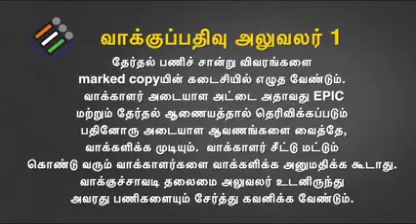 வாக்குப்பதிவு அலுவலர் 1
தேர்தல் பணிச் சான்று விவரங்களை
marked copyயின் கடைசியில் எழுத வேண்டும்.
வாக்காளர் அடையாள அட்டை அதாவது EPIC
மற்றும் தேர்தல் ஆணையத்தால் தெரிவிக்கப்படும்
பதினோரு அடையாள ஆவணங்களை வைத்தே,
வாக்களிக்க முடியும். வாக்காளர் சீட்டு மட்டும்
கொண்டு வரும் வாக்காளர்களை வாக்களிக்க அனுமதிக்க கூடாது.
வாக்குச்சாவடி தலைமை அலுவலர் உடனிருந்து
அவரது பணிகளையும் சேர்த்து கவனிக்க வேண்டும்.